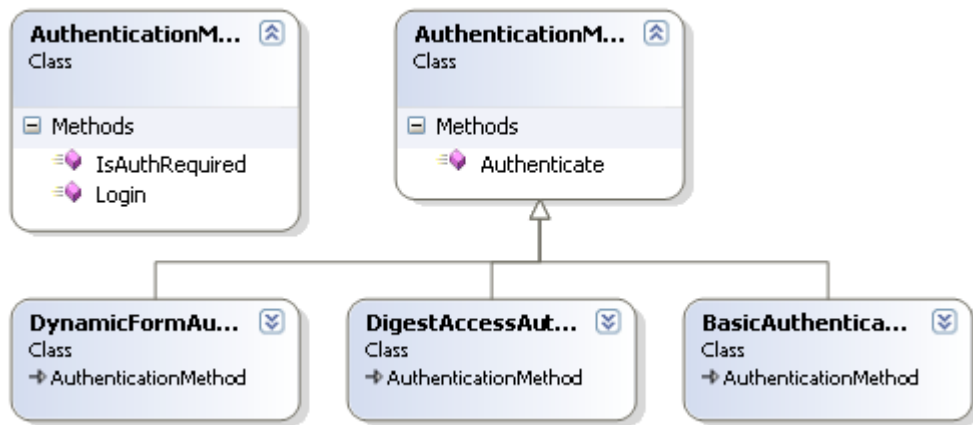 AuthenticationM...
Class
Methods
IsAuthRequired
Login
AuthenticationM...
Class
Methods
Authenticate
DynamicFormAu...
Class
AuthenticationMethod
DigestAccessAut...
Class
AuthenticationMethod
BasicAuthentica...
Class
AuthenticationMethod